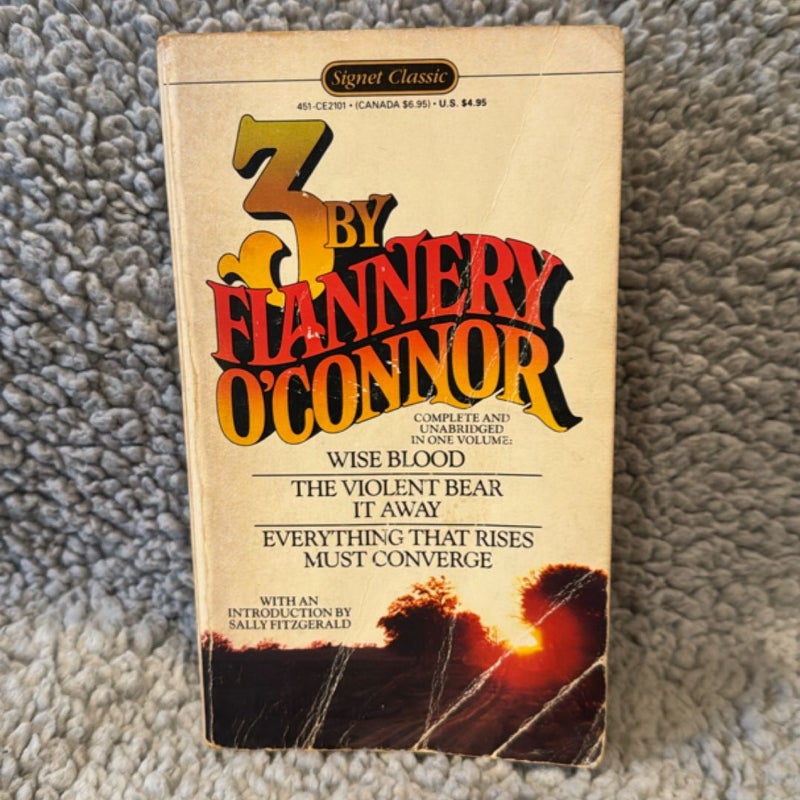 Signet Classic
451-CE2101 • (CANADA $6.95) • U.S. $4.95
3 BY
FLANNERY
O'CONNOR
COMPLETE AND
UNABRIDGED
IN ONE VOLUME:
WISE BLOOD
THE VIOLENT BEAR
IT AWAY
EVERYTHING THAT RISES
MUST CONVERGE
WITH AN
INTRODUCTION BY
SALLY FITZGERALD